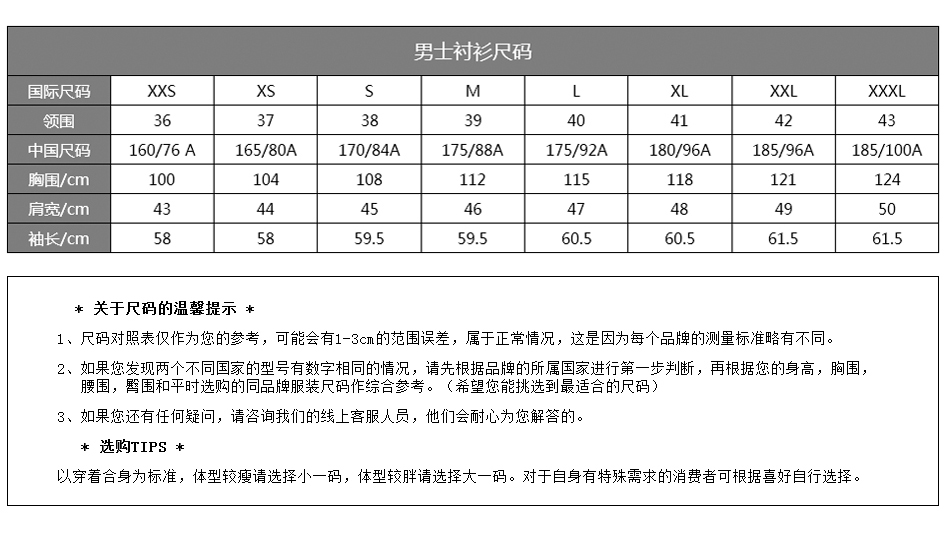 男士衬衫尺码
国际尺码 XXS XS S M L XL XXL XXXL
领围 36 37 38 39 40 41 42 43
中国尺码 160/76 A 165/80A 170/84A 175/88A 175/92A 180/96A 185/96A 185/100A
胸围/cm 100 104 108 112 115 118 121 124
肩宽/cm 43 44 45 46 47 48 49 50
袖长/cm 58 58 59.5 59.5 60.5 60.5 61.5 61.5
* 关于尺码的温馨提示 *
1、尺码对照表仅作为您的参考，可能会有1-3cm的范围误差，属于正常情况，这是因为每个品牌的测量标准略有不同。
2、如果您发现两个不同国家的型号有数字相同的情况，请先根据品牌的所属国家进行第一步判断，再根据您的身高，胸围，
腰围，臀围和平时选购的同品牌服装尺码作综合参考。（希望您能挑选到最适合的尺码）
3、如果您还有任何疑问，请咨询我们的线上客服人员，他们会耐心为您解答的。
* 选购TIPS *
以穿着合身为标准，体型较瘦请选择小一码，体型较胖请选择大一码。对于自身有特殊需求的消费者可根据喜好自行选择。